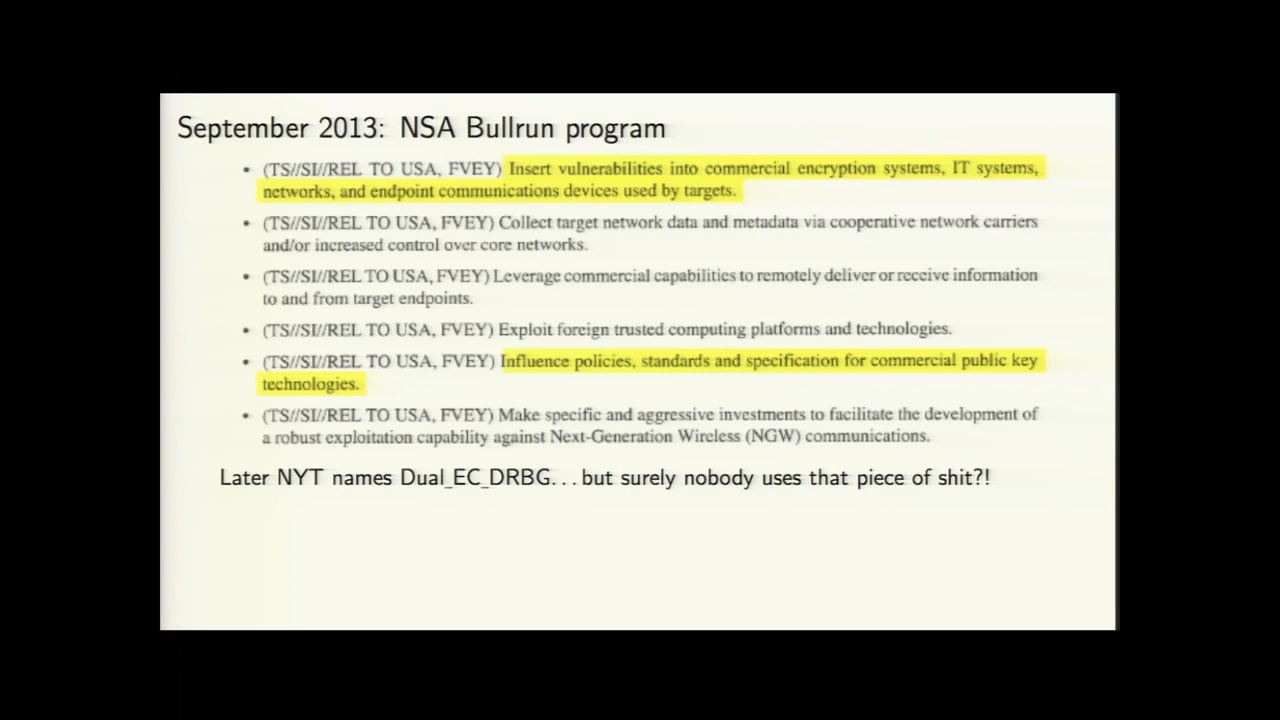 September 2013: NSA Bullrun program
• (TS//SI//REL TO USA, FVEY) Insert vulnerabilities into commercial encryption systems, IT systems,
networks, and endpoint communications devices used by targets.
• (TS//SI//REL TO USA, FVEY) Collect target network data and metadata via cooperative network carriers
and/or increased control over core networks.
• (TS//SI//REL TO USA, FVEY) Leverage commercial capabilities to remotely deliver or receive information
to and from target endpoints.
• (TS//SI//REL TO USA, FVEY) Exploit foreign trusted computing platforms and technologies.
• (TS//SI//REL TO USA, FVEY) Influence policies, standards and specification for commercial public key
technologies.
• (TS//SI//REL TO USA, FVEY) Make specific and aggressive investments to facilitate the development of
a robust exploitation capability against Next-Generation Wireless (NGW) communications.
Later NYT names Dual_EC_DRBG... but surely nobody uses that piece of shit?!